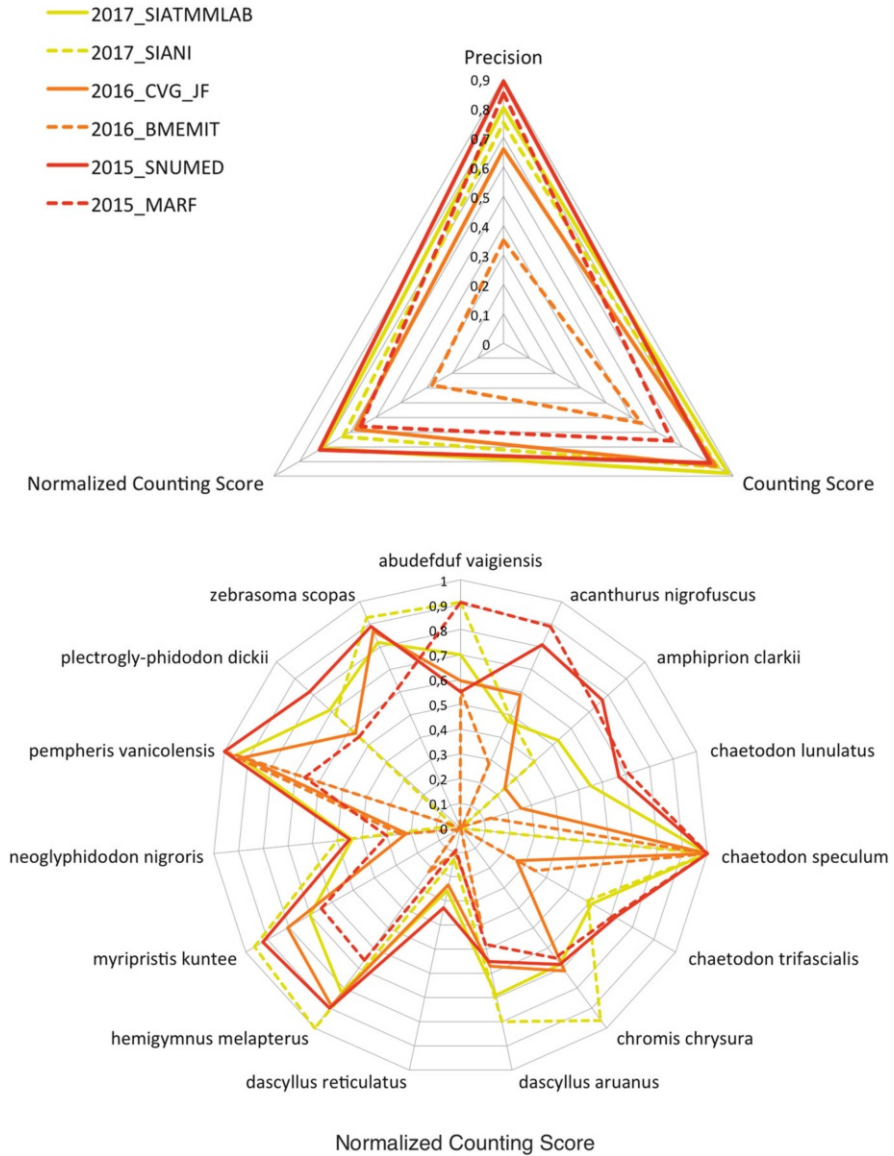 2017_SIATMMLAB
2017_SIANI
2016_CVG_JF
2016_BMEMIT
2015_SNUMED
2015_MARF
Precision
0,9
0,8
0,7
0,6
0,5
0,4
0,3
0,2
0,1
0
Normalized Counting Score
Counting Score
abudefduf vaigiensis
1
zebrasoma scopas
acanthurus nigrofuscus
0,9
0,8
plectrogly-phidodon dickii
amphiprion clarkii
0,7
0,6
0,5
0,4
pempheris vanicolensis
chaetodon lunulatus
0,3
0,2
0,1
0
neoglyphidodon nigroris
chaetodon speculum
myripristis kuntee
chaetodon trifascialis
hemigymnus melapterus
chromis chrysura
dascyllus reticulatus
dascyllus aruanus
Normalized Counting Score